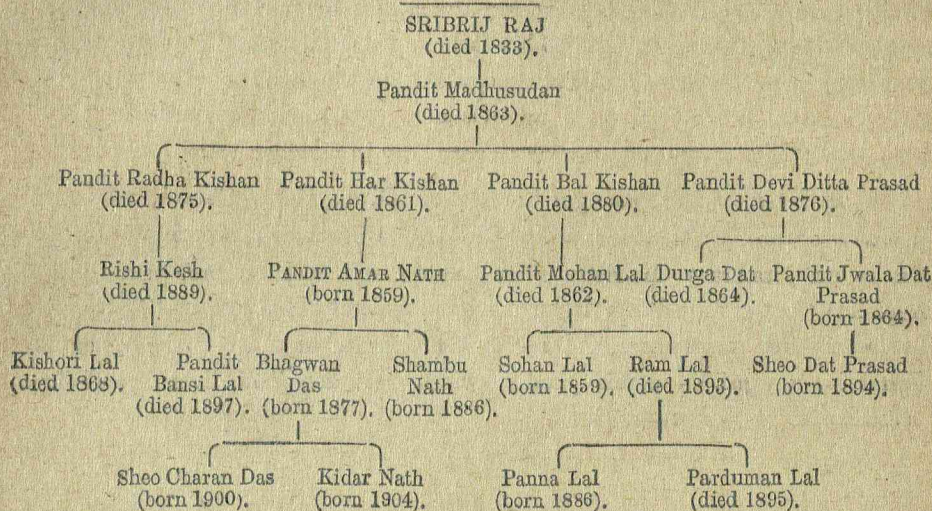 SRIBRIJ RAJ
(died 1833).
Pandit Madhusudan
(died 1863).
Pandit Radha Kishan Pandit Har Kishan Pandit Bal Kishan Pandit Devi Ditta Prasad
(died 1875). (died 1861). (died 1880). (died 1876).
Rishi Kesh PANDIT AMAR NATH Pandit Mohan Lal Durga Dat Pandit Jwala Dat
(died 1889). (born 1859). (died 1862). (died 1864). Prasad
(born 1864).
Kishori Lal Pandit Bhagwan Shambu Sohan Lal Ram Lal Sheo Dat Prasad
(died 1868). Bansi Lal Das Nath (born 1859). (died 1893). (born 1894).
(died 1897). (born 1877). (born 1886).
Sheo Charan Das Kidar Nath Panna Lal Parduman Lal
(born 1900). (born 1904). (born 1886). (died 1895).